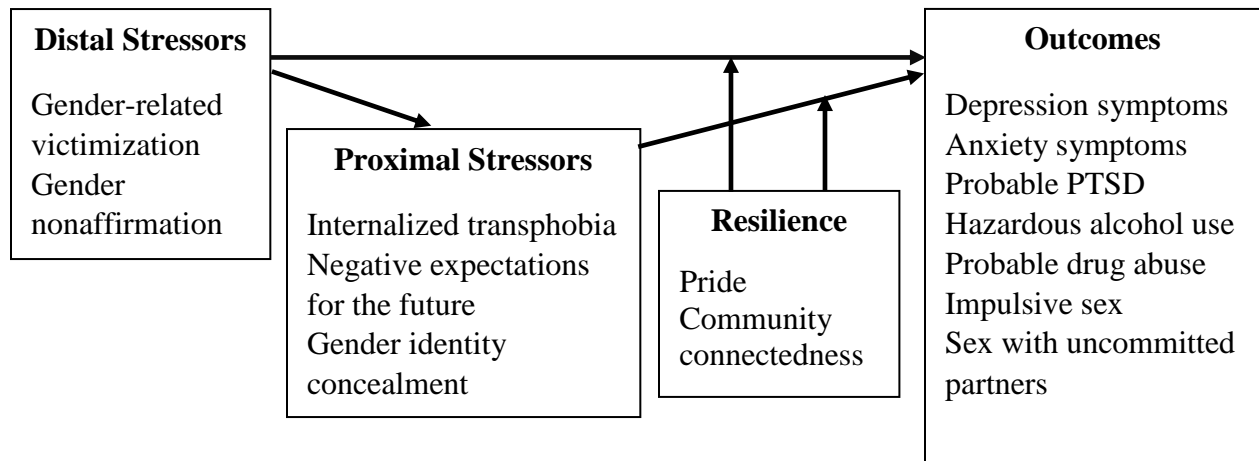 Distal Stressors
Gender-related
victimization
Gender
nonaffirmation
Proximal Stressors
Internalized transphobia
Negative expectations
for the future
Gender identity
concealment
Resilience
Pride
Community
connectedness
Outcomes
Depression symptoms
Anxiety symptoms
Probable PTSD
Hazardous alcohol use
Probable drug abuse
Impulsive sex
Sex with uncommitted
partners